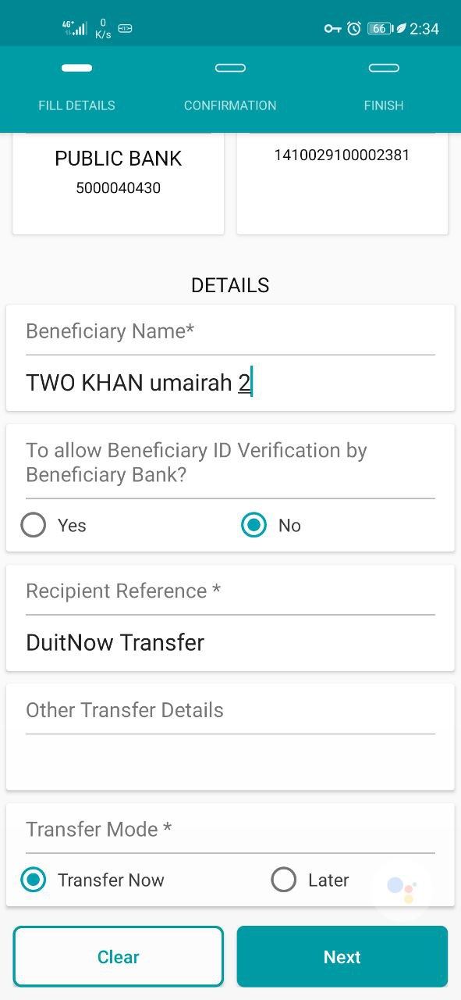 4G+
0
K/s
66
2:34
FILL DETAILS
CONFIRMATION
FINISH
PUBLIC BANK
5000040430
1410029100002381
DETAILS
Beneficiary Name*
TWO KHAN umairah 2
To allow Beneficiary ID Verification by
Beneficiary Bank?
Yes
No
Recipient Reference *
DuitNow Transfer
Other Transfer Details
Transfer Mode *
Transfer Now
Later
Clear
Next